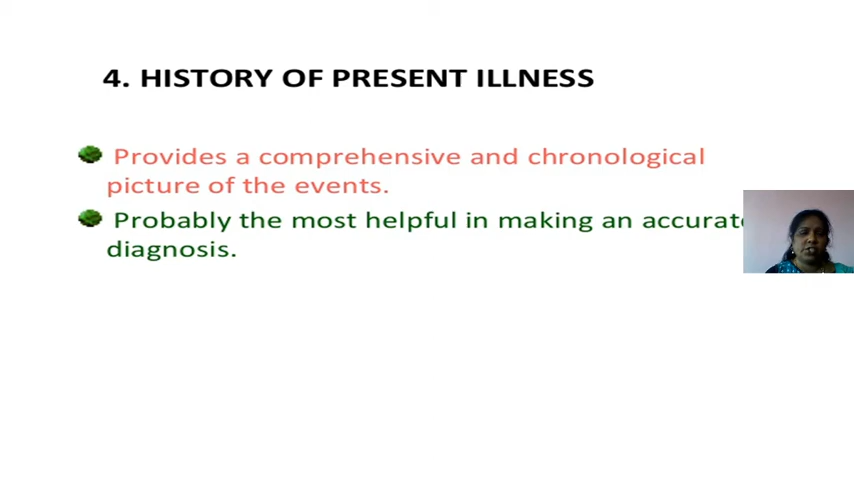 4. HISTORY OF PRESENT ILLNESS
Provides a comprehensive and chronological
picture of the events.
Probably the most helpful in making an accurate
diagnosis.